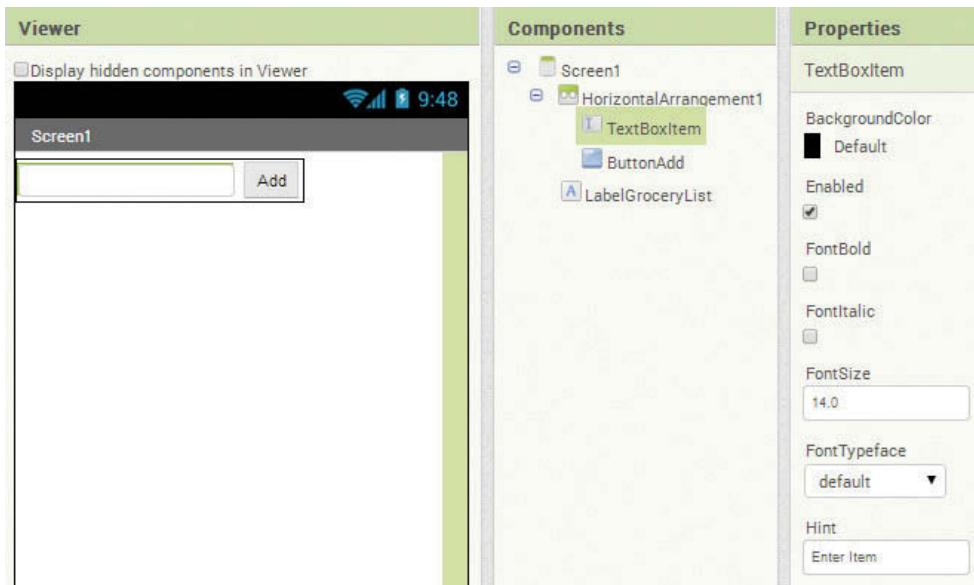 Viewer
Display hidden components in Viewer
9:48
Screen1
Add
Components
Screen1
HorizontalArrangement1
TextBoxItem
ButtonAdd
A LabelGroceryList
Properties
TextBoxItem
BackgroundColor
Default
Enabled
FontBold
FontItalic
FontSize
14.0
FontTypeface
default
Hint
Enter Item